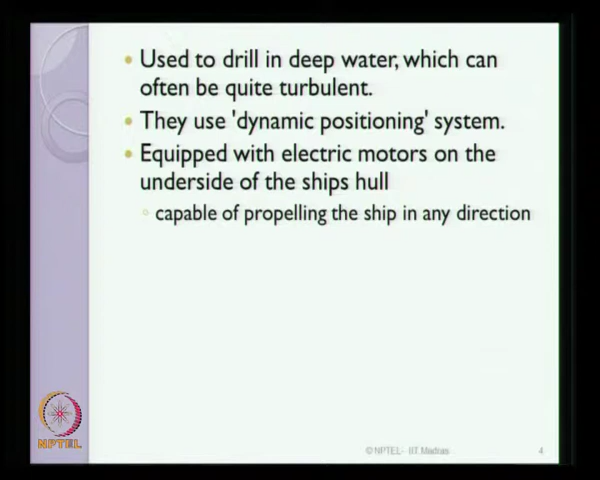 Used to drill in deep water, which can
often be quite turbulent.
They use 'dynamic positioning' system.
Equipped with electric motors on the
underside of the ships hull
capable of propelling the ship in any direction
NPTEL
© NPTEL - IIT Madras
4